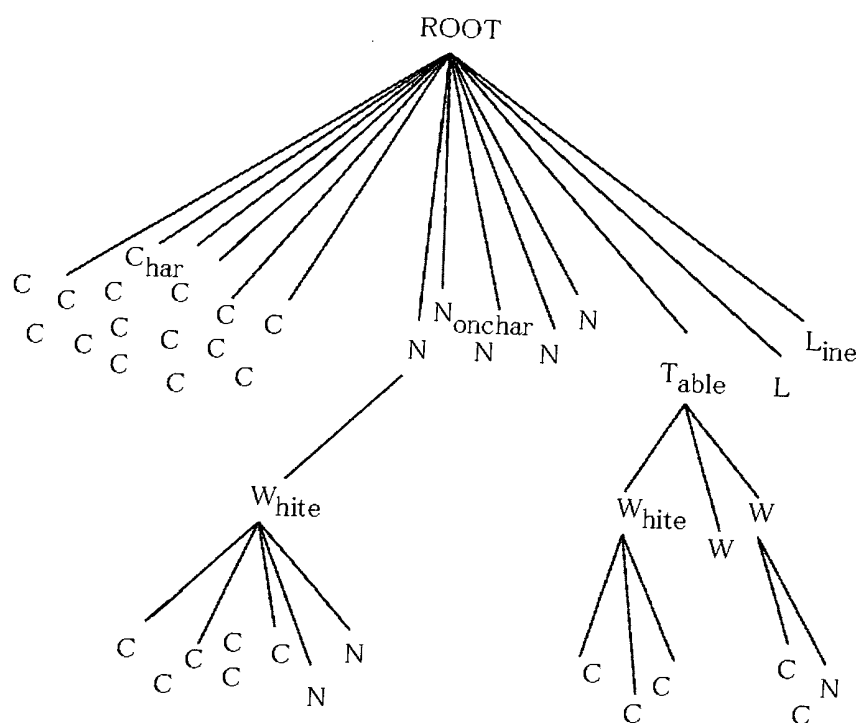 ROOT
C C C Char C C C
C C C C C C
C C C
N Nonchar N N N N
Table L Line
White
White W W
C C C C C N
C C N
C C C
C C N
C